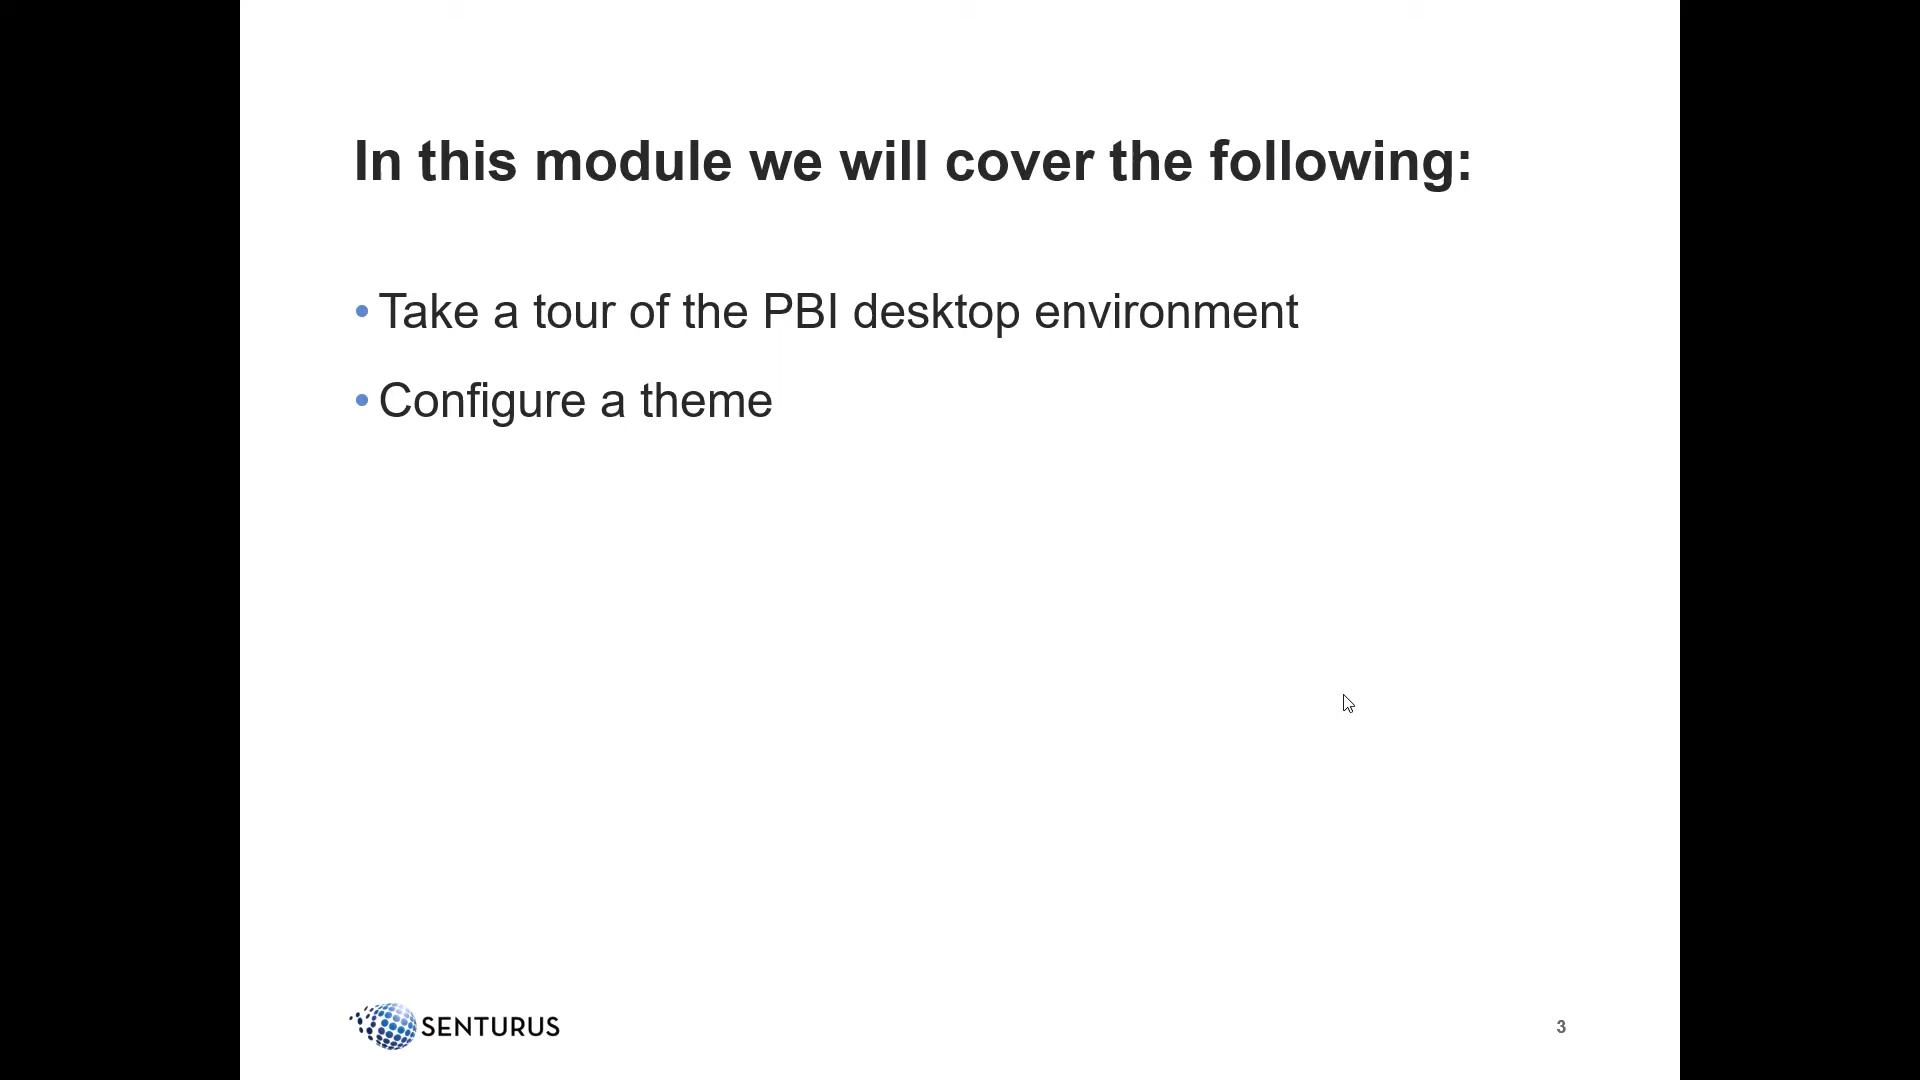 In this module we will cover the following:
• Take a tour of the PBI desktop environment
• Configure a theme
SENTURUS
3